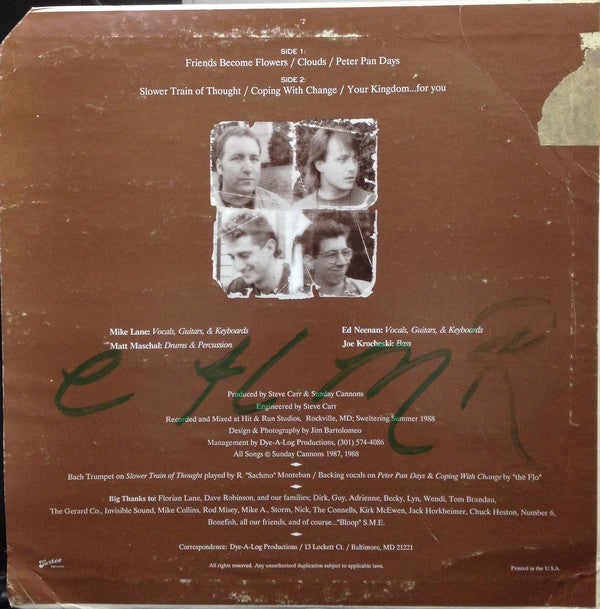 SIDE 1:
Friends Become Flowers / Clouds / Peter Pan Days
SIDE 2:
Slower Train of Thought / Coping With Change / Your Kingdom...for you
Mike Lane: Vocals, Guitars, & Keyboards
Matt Maschal: Drums & Percussion
Ed Neenan: Vocals, Guitars, & Keyboards
Joe Krocheski: Bass
Produced by Steve Carr & Sunday Cannons
Engineered by Steve Carr
Recorded and Mixed at Hit & Run Studios, Rockville, MD; Sweltering Summer 1988
Design & Photography by Jim Bartolomeo
Management by Dye-A-Log Productions, (301) 574-4086
All Songs © Sunday Cannons 1987, 1988
Bach Trumpet on Slower Train of Thought played by R. "Sachmo" Monteban / Backing vocals on Peter Pan Days & Coping With Change by "the Flo"
Big Thanks to: Florian Lane, Dave Robinson, and our families; Dirk, Guy, Adrienne, Becky, Lyn, Wendi, Tom Brandau,
The Gerard Co., Invisible Sound, Mike Collins, Rod Misey, Mike A., Storm, Nick, The Connells, Kirk McEwen, Jack Horkheimer, Chuck Heston, Number 6,
Bonefish, all our friends, and of course..."Bloop" S.M.E.
Correspondence: Dye-A-Log Productions / 13 Lockett Ct. / Baltimore, MD 21221
All rights reserved. Any unauthorized duplication subject to applicable laws.
Printed in the U.S.A.